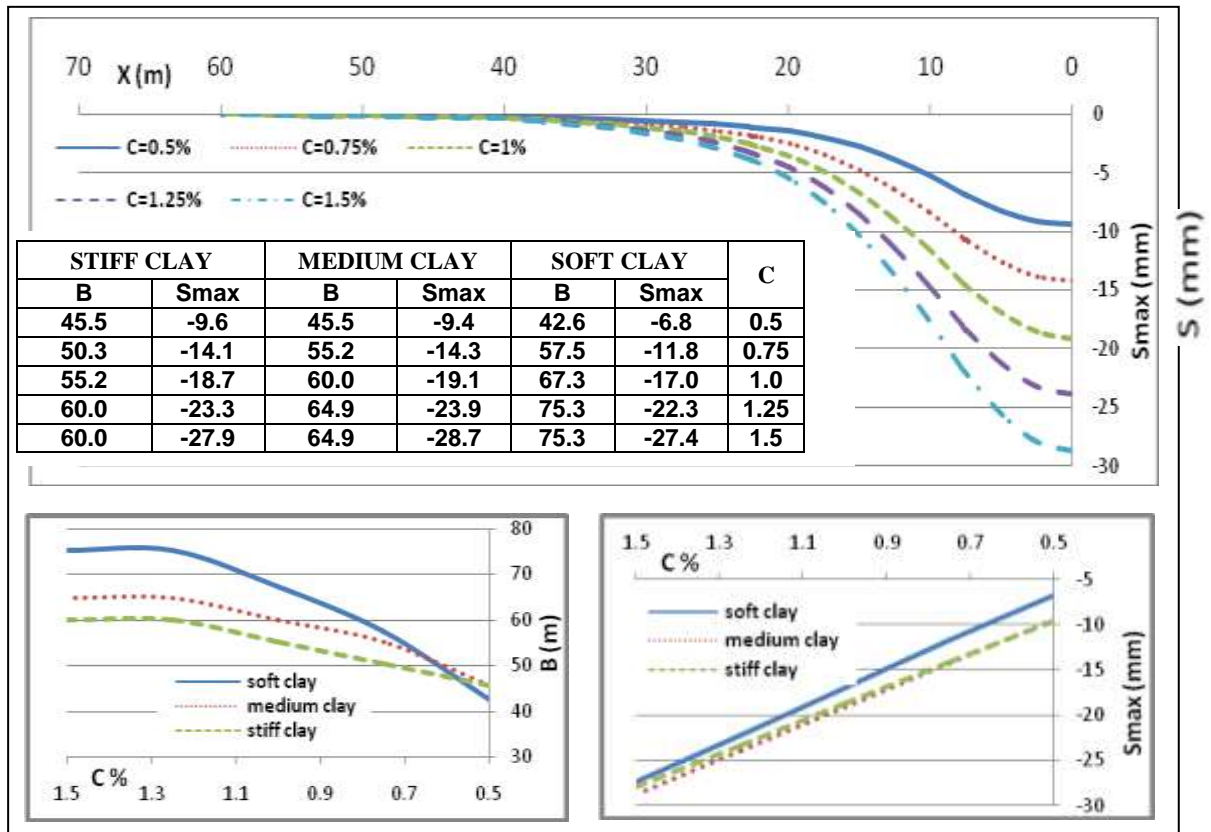 70 60 50 40 30 20 10 0
X (m)
0
-5
-10
-15
-20
-25
-30
Smax (mm)
S (mm)
C=0.5% C=0.75% C=1%
C=1.25% C=1.5%
STIFF CLAY MEDIUM CLAY SOFT CLAY C
B Smax B Smax B Smax
45.5 -9.6 45.5 -9.4 42.6 -6.8 0.5
50.3 -14.1 55.2 -14.3 57.5 -11.8 0.75
55.2 -18.7 60.0 -19.1 67.3 -17.0 1.0
60.0 -23.3 64.9 -23.9 75.3 -22.3 1.25
60.0 -27.9 64.9 -28.7 75.3 -27.4 1.5
80
70
60
50
40
30
B (m)
soft clay
medium clay
stiff clay
C %
1.5 1.3 1.1 0.9 0.7 0.5
1.5 1.3 1.1 0.9 0.7 0.5
C %
-5
-10
-15
-20
-25
-30
Smax (mm)
soft clay
medium clay
stiff clay